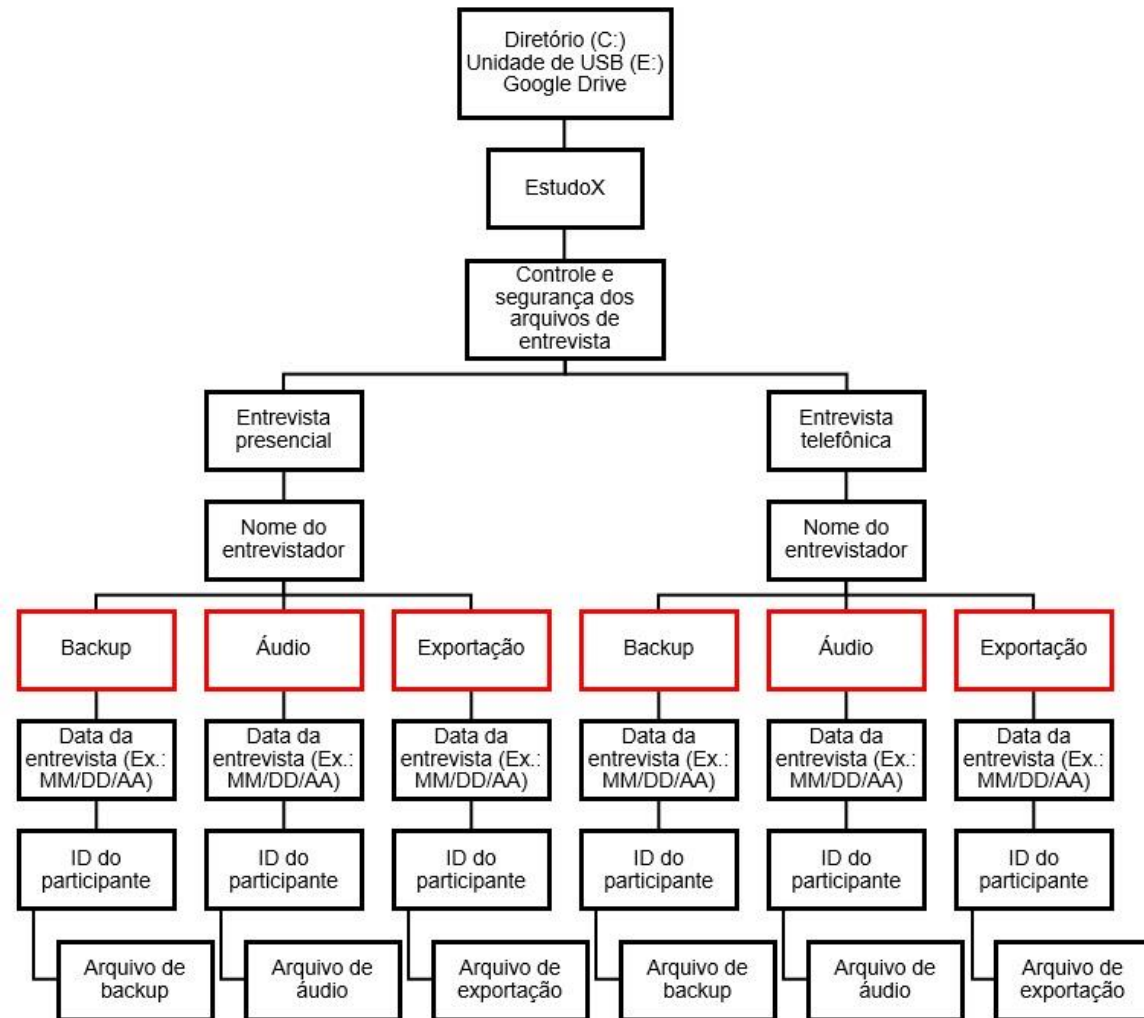 Diretório (C:)
Unidade de USB (E:)
Google Drive
EstudoX
Controle e
segurança dos
arquivos de
entrevista
Entrevista
presencial
Entrevista
telefônica
Nome do
entrevistador
Nome do
entrevistador
Backup
Áudio
Exportação
Backup
Áudio
Exportação
Data da
entrevista (Ex.:
MM/DD/AA)
Data da
entrevista (Ex.:
MM/DD/AA)
Data da
entrevista (Ex.:
MM/DD/AA)
Data da
entrevista (Ex.:
MM/DD/AA)
Data da
entrevista (Ex.:
MM/DD/AA)
Data da
entrevista (Ex.:
MM/DD/AA)
ID do
participante
ID do
participante
ID do
participante
ID do
participante
ID do
participante
ID do
participante
Arquivo de
backup
Arquivo de
áudio
Arquivo de
exportação
Arquivo de
backup
Arquivo de
áudio
Arquivo de
exportação